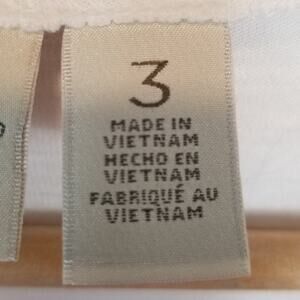 3
MADE IN
VIETNAM
HECHO EN
VIETNAM
FABRIQUÉ AU
VIETNAM